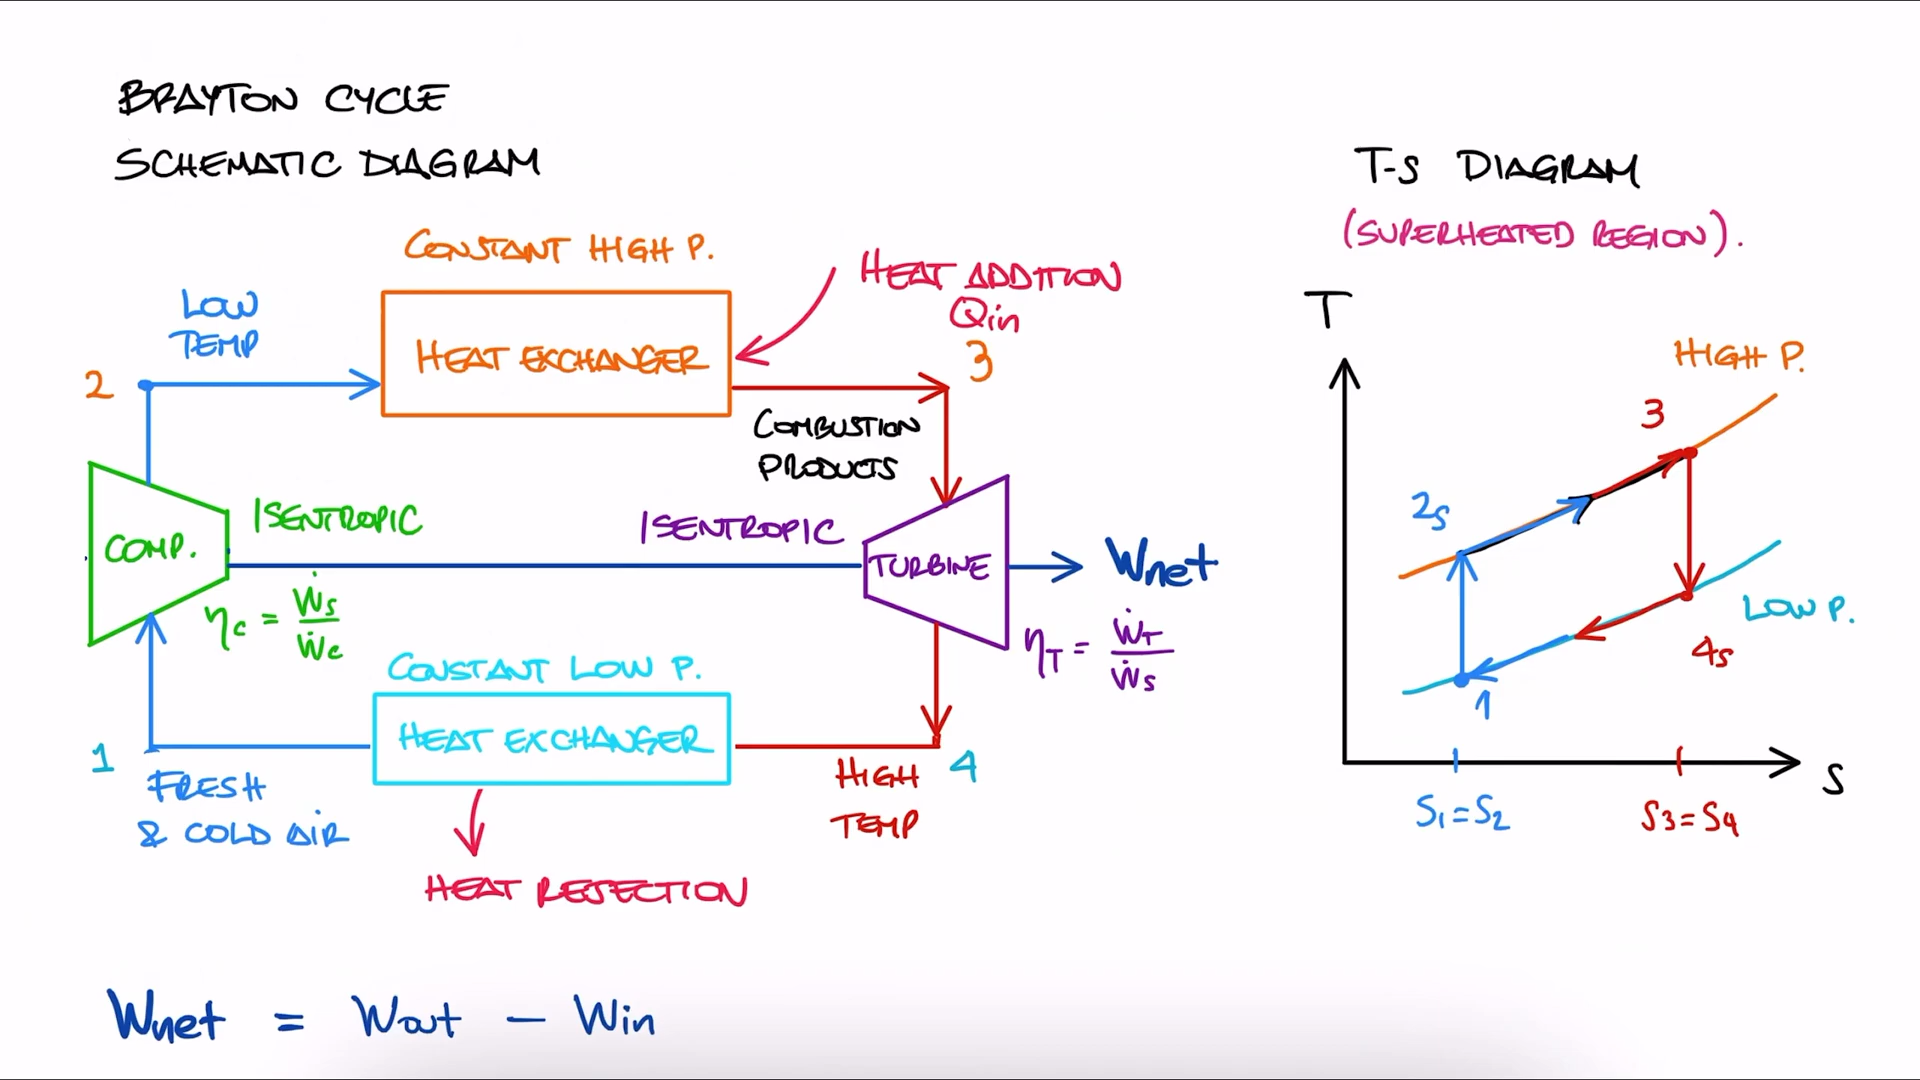 BRAYTON CYCLE
SCHEMATIC DIAGRAM
CONSTANT HIGH P.
LOW
TEMP
2
HEAT EXCHANGER
HEAT ADDITION
Qin
3
COMBUSTION
PRODUCTS
COMP.
ISENTROPIC
ISENTROPIC
TURBINE
Wnet
ηc = Ẇs/Ẇc
ηT = ẆT/Ẇs
CONSTANT LOW P.
HEAT EXCHANGER
1
FRESH
& COLD AIR
HIGH
TEMP
4
HEAT REJECTION
Wnet = Wout - Win
T-S DIAGRAM
(SUPERHEATED REGION).
T
HIGH P.
3
2s
LOW P.
4s
1
S
S1=S2
S3=S4